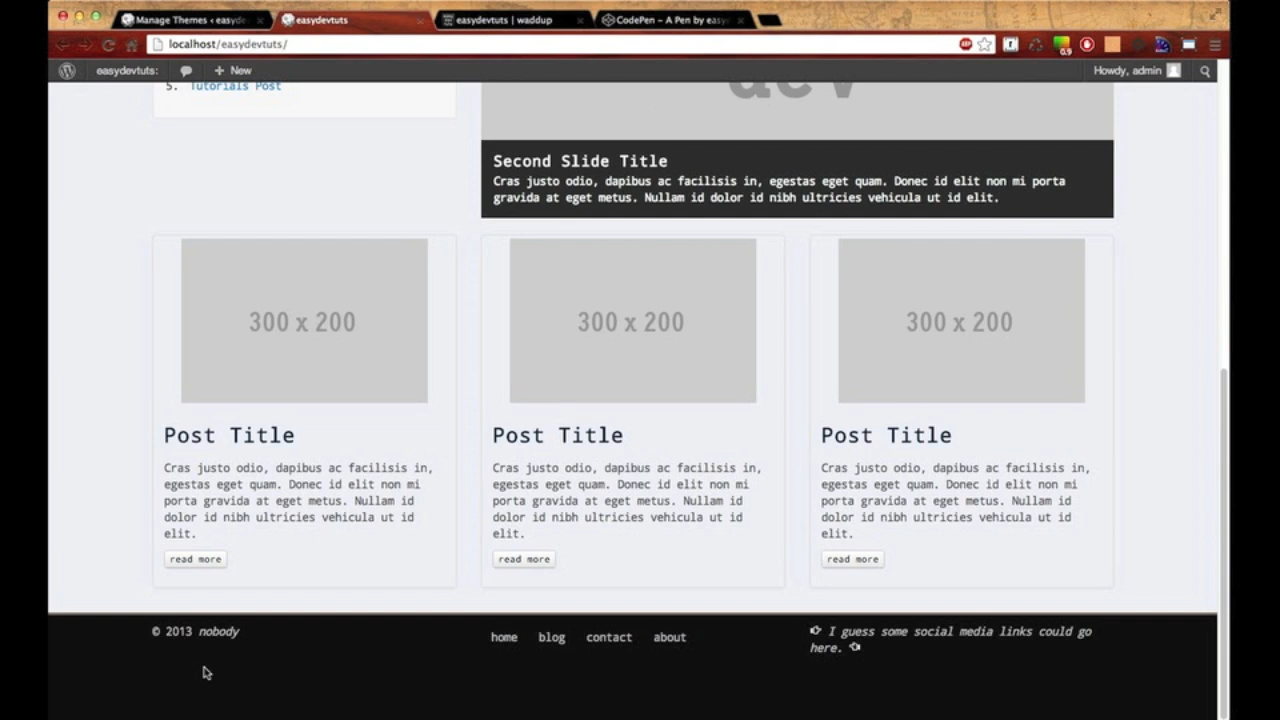 Manage Themes ‹ easyde
easydevtuts
easydevtuts | waddup
CodePen - A Pen by easy
localhost/easydevtuts/
ABP
0.9
easydevtuts:
+ New
Howdy, admin
5. Tutorials Post
dev
Second Slide Title
Cras justo odio, dapibus ac facilisis in, egestas eget quam. Donec id elit non mi porta
gravida at eget metus. Nullam id dolor id nibh ultricies vehicula ut id elit.
300 x 200
Post Title
Cras justo odio, dapibus ac facilisis in,
egestas eget quam. Donec id elit non mi
porta gravida at eget metus. Nullam id
dolor id nibh ultricies vehicula ut id
elit.
read more
300 x 200
Post Title
Cras justo odio, dapibus ac facilisis in,
egestas eget quam. Donec id elit non mi
porta gravida at eget metus. Nullam id
dolor id nibh ultricies vehicula ut id
elit.
read more
300 x 200
Post Title
Cras justo odio, dapibus ac facilisis in,
egestas eget quam. Donec id elit non mi
porta gravida at eget metus. Nullam id
dolor id nibh ultricies vehicula ut id
elit.
read more
© 2013 nobody
home blog contact about
I guess some social media links could go
here.